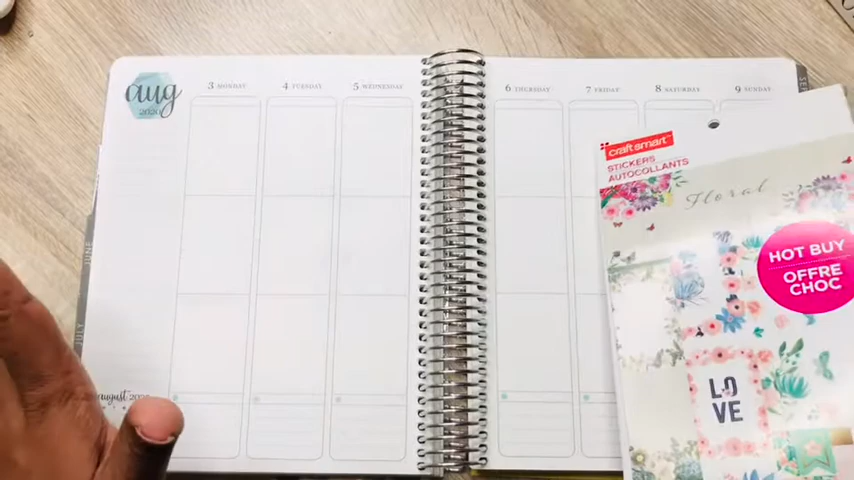 aug
2020
3 MONDAY
4 TUESDAY
5 WEDNESDAY
6 THURSDAY
7 FRIDAY
8 SATURDAY
9 SUNDAY
craft smart
STICKERS
AUTOCOLLANTS
Floral
HOT BUY
OFFRE
CHOC
LO
VE
JUNE
JULY
august